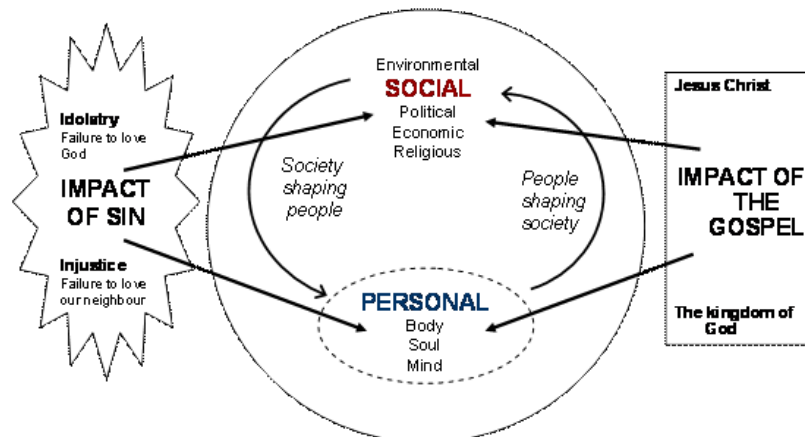 Idolatry
Failure to love
God
IMPACT
OF SIN
Injustice
Failure to love
our neighbour
Environmental
SOCIAL
Political
Economic
Religious
Society
shaping
people
People
shaping
society
PERSONAL
Body
Soul
Mind
Jesus Christ
IMPACT OF
THE
GOSPEL
The kingdom of
God